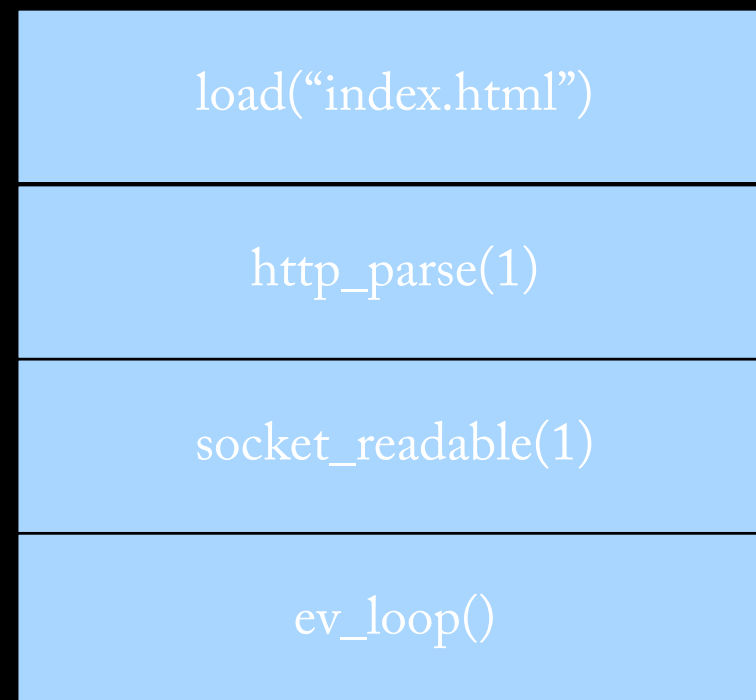 load(“index.html”)
http_parse(1)
socket_readable(1)
ev_loop()